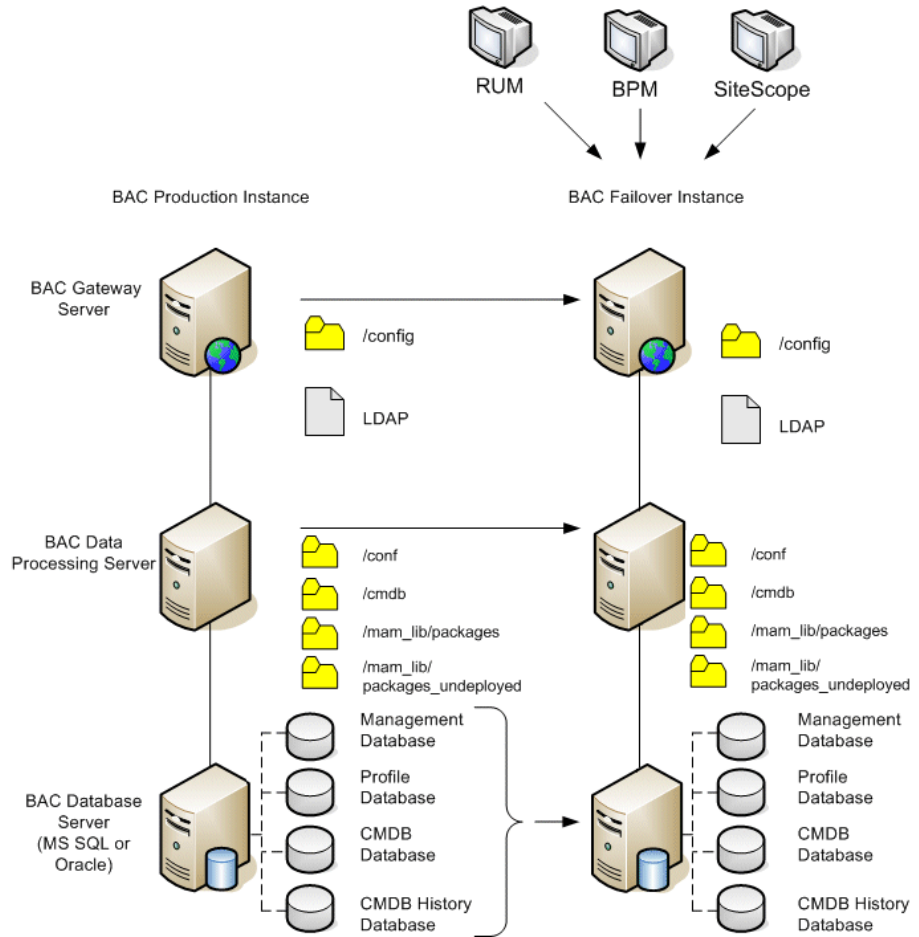 RUM
BPM
SiteScope
BAC Production Instance
BAC Failover Instance
BAC Gateway
Server
/config
LDAP
/config
LDAP
BAC Data
Processing Server
/conf
/cmdb
/mam_lib/packages
/mam_lib/
packages_undeployed
/conf
/cmdb
/mam_lib/packages
/mam_lib/
packages_undeployed
BAC Database
Server
(MS SQL or
Oracle)
Management
Database
Profile
Database
CMDB
Database
CMDB History
Database
Management
Database
Profile
Database
CMDB
Database
CMDB History
Database